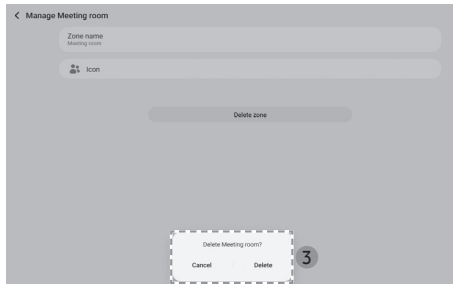 Manage Meeting room
Zone name
Meeting room
Icon
Delete zone
Delete Meeting room?
Cancel Delete
3